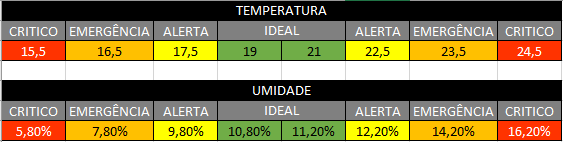 TEMPERATURA
CRITICO EMERGÊNCIA ALERTA IDEAL ALERTA EMERGÊNCIA CRITICO
15,5 16,5 17,5 19 21 22,5 23,5 24,5
UMIDADE
CRITICO EMERGÊNCIA ALERTA IDEAL ALERTA EMERGÊNCIA CRITICO
5,80% 7,80% 9,80% 10,80% 11,20% 12,20% 14,20% 16,20%